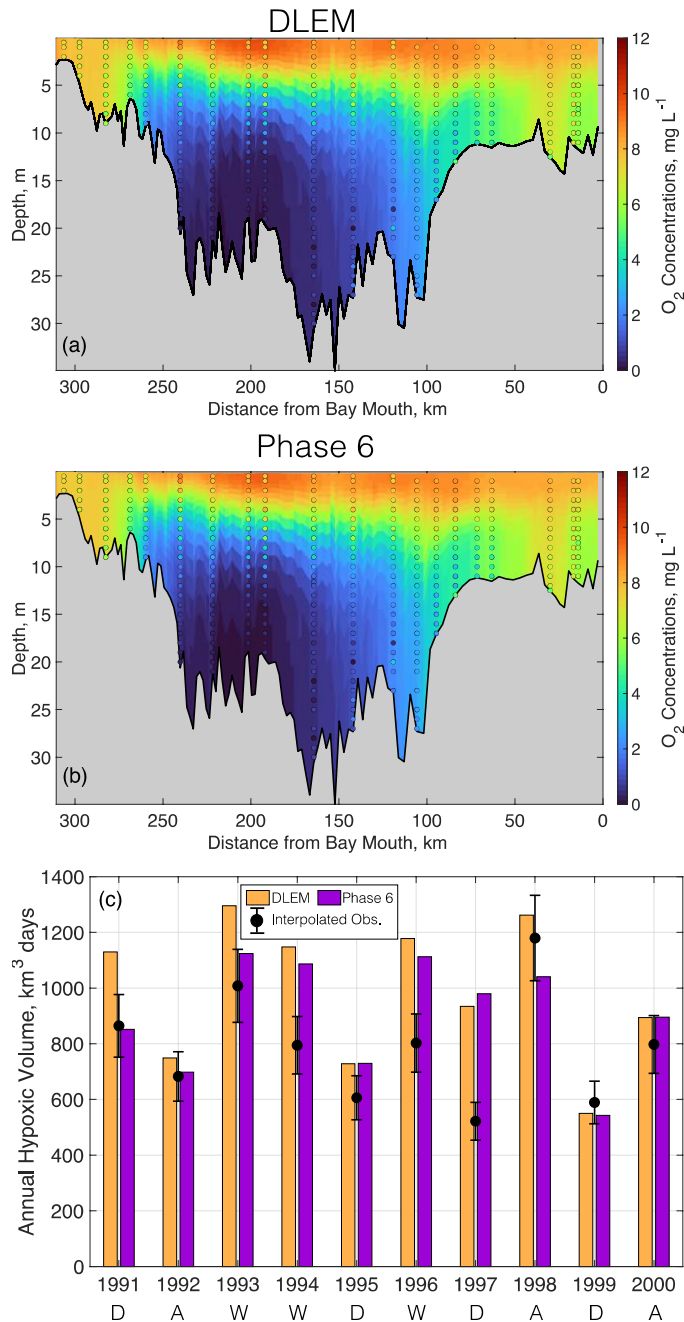 DLEM
5
10
15
20
25
30
Depth, m
(a)
300
250
200
150
100
50
0
Distance from Bay Mouth, km
12
10
8
6
4
2
0
O2 Concentrations, mg L−1
Phase 6
5
10
15
20
25
30
Depth, m
(b)
300
250
200
150
100
50
0
Distance from Bay Mouth, km
12
10
8
6
4
2
0
O2 Concentrations, mg L−1
(c)
DLEM
Phase 6
Interpolated Obs.
1400
1200
1000
800
600
400
200
0
Annual Hypoxic Volume, km3 days
1991 1992 1993 1994 1995 1996 1997 1998 1999 2000
D A W W D W D A D A